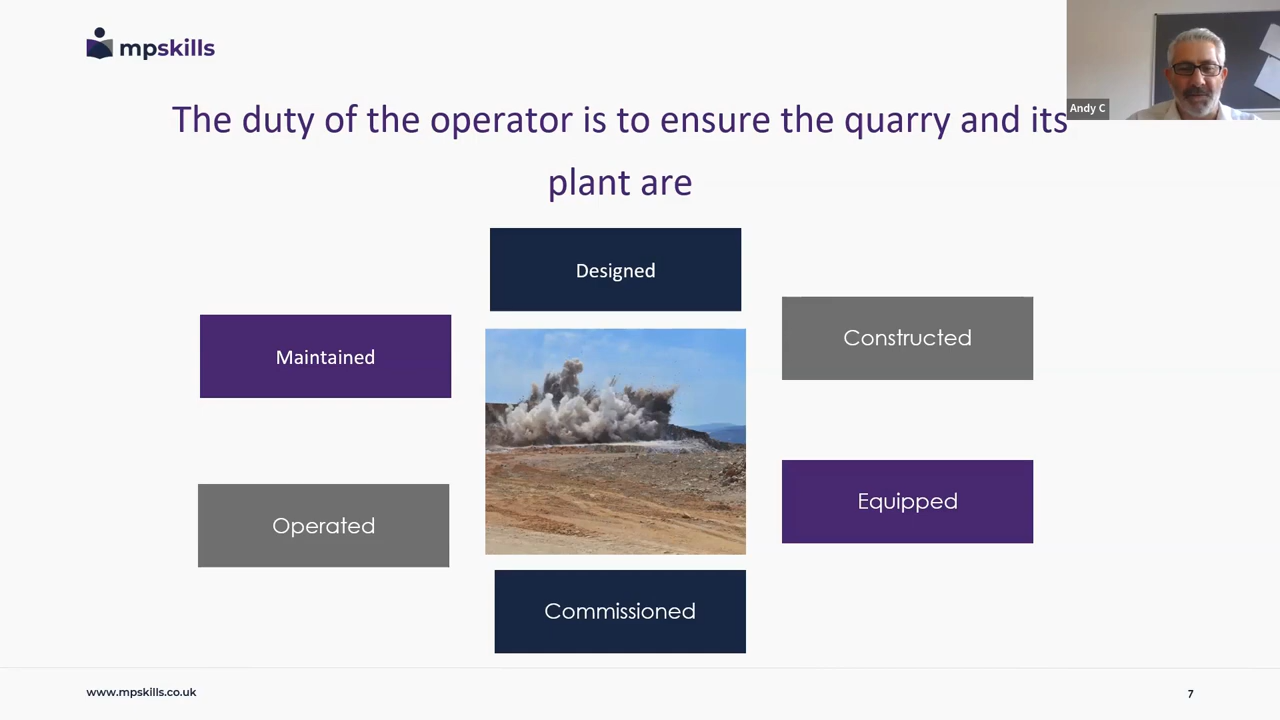 mpskills
Andy C
The duty of the operator is to ensure the quarry and its
plant are
Designed
Constructed
Maintained
Equipped
Operated
Commissioned
www.mpskills.co.uk
7